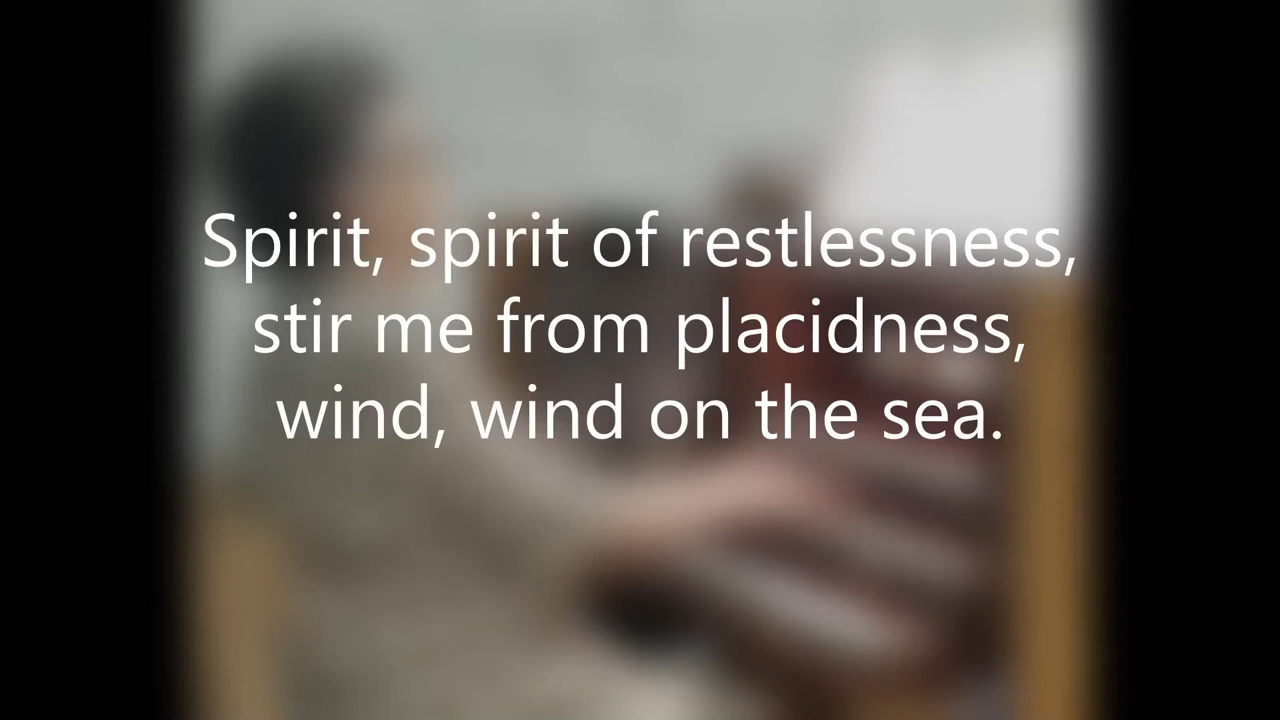 Spirit, spirit of restlessness,
stir me from placidness,
wind, wind on the sea.